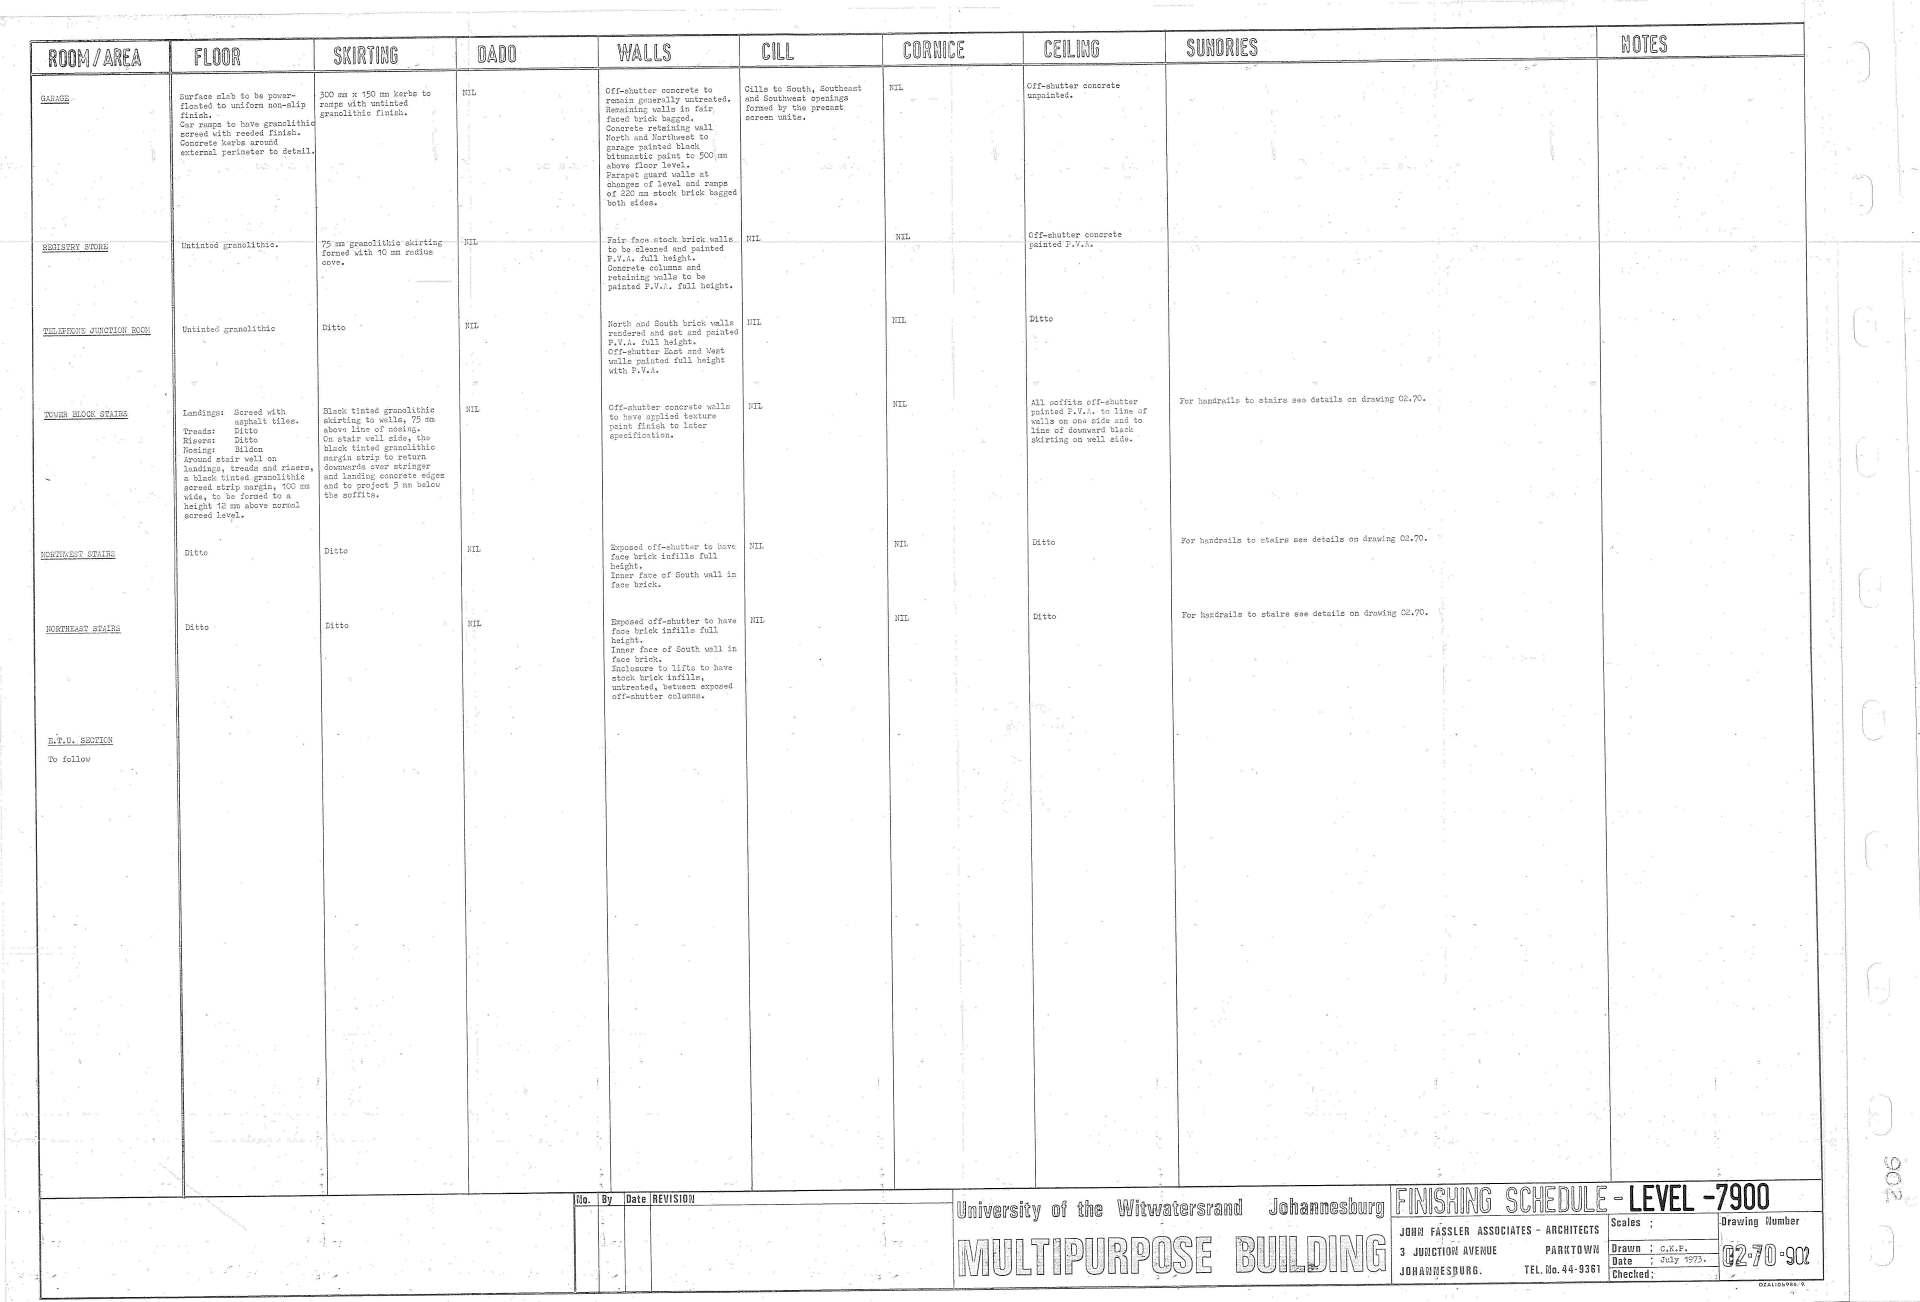 ROOM/AREA FLOOR SKIRTING DADO WALLS CILL CORNICE CEILING SUNDRIES NOTES
GARAGE
Surface slab to be power-
floated to uniform non-slip
finish.
Car ramps to have granolithic
screed with reeded finish.
Concrete kerbs around
external perimeter to detail.
300 mm x 150 mm kerbs to
ramps with untinted
granolithic finish.
NIL
Off-shutter concrete to
remain generally untreated.
Remaining walls in fair
faced brick bagged.
Concrete retaining wall
North and Northwest to
garage painted black
bitumastic paint to 500 mm
above floor level.
Parapet guard walls at
changes of level and ramps
of 220 mm stock brick bagged
both sides.
Cills to South, Southeast
and Southwest openings
formed by the precast
screen units.
NIL
Off-shutter concrete
unpainted.
REGISTRY STORE
Untinted granolithic.
75 mm granolithic skirting
formed with 10 mm radius
cove.
NIL
Fair face stock brick walls
to be cleaned and painted
P.V.A. full height.
Concrete columns and
retaining walls to be
painted P.V.A. full height.
NIL
NIL
Off-shutter concrete
painted P.V.A.
TELEPHONE JUNCTION ROOM
Untinted granolithic
Ditto
NIL
North and South brick walls
rendered and set and painted
P.V.A. full height.
Off-shutter East and West
walls painted full height
with P.V.A.
NIL
NIL
Ditto
TOWER BLOCK STAIRS
Landings: Screed with
asphalt tiles.
Treads: Ditto
Risers: Ditto
Nosing: Bildon
Around stair well on
landings, treads and risers,
a black tinted granolithic
screed strip margin, 100 mm
wide, to be formed to a
height 12 mm above normal
screed level.
Black tinted granolithic
skirting to walls, 75 mm
above line of nosing.
On stair well side, the
black tinted granolithic
margin strip to return
downwards over stringer
and landing concrete edges
and to project 5 mm below
the soffits.
NIL
Off-shutter concrete walls
to have applied texture
paint finish to later
specification.
NIL
NIL
All soffits off-shutter
painted P.V.A. to line of
walls on one side and to
line of downward black
skirting on well side.
For handrails to stairs see details on drawing 02.70.
NORTHWEST STAIRS
Ditto
Ditto
NIL
Exposed off-shutter to have
face brick infills full
height.
Inner face of South wall in
face brick.
NIL
NIL
Ditto
For handrails to stairs see details on drawing 02.70.
NORTHEAST STAIRS
Ditto
Ditto
NIL
Exposed off-shutter to have
face brick infills full
height.
Inner face of South wall in
face brick.
Enclosure to lifts to have
stock brick infills,
untreated, between exposed
off-shutter columns.
NIL
NIL
Ditto
For handrails to stairs see details on drawing 02.70.
E.T.U. SECTION
To follow
No. By Date REVISION
University of the Witwatersrand Johannesburg
MULTIPURPOSE BUILDING
FINISHING SCHEDULE - LEVEL -7900
JOHN FASSLER ASSOCIATES - ARCHITECTS
3 JUNCTION AVENUE PARKTOWN
JOHANNESBURG. TEL. No. 44-9361
Scales ;
Drawn ; C.K.P.
Date ; July 1973.
Checked;
Drawing Number
02·70·902
902